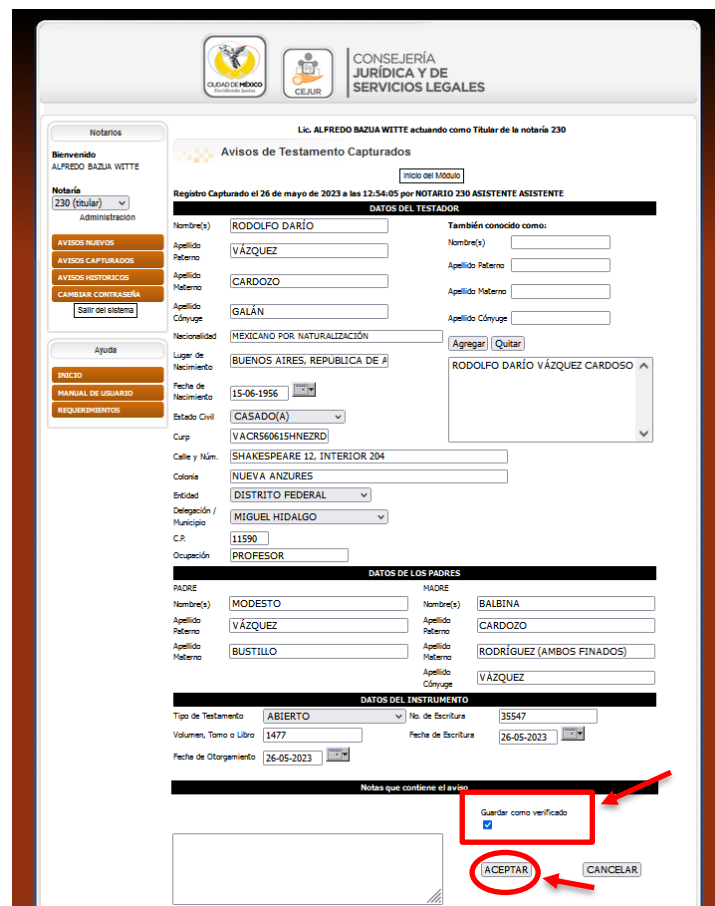 CIUDAD DE MÉXICO
Decidiendo Juntos
CEJUR
CONSEJERÍA
JURÍDICA Y DE
SERVICIOS LEGALES
Notarios
Bienvenido
ALFREDO BAZUA WITTE
Notaría
230 (titular)
Administración
AVISOS NUEVOS
AVISOS CAPTURADOS
AVISOS HISTORICOS
CAMBIAR CONTRASEÑA
Salir del sistema
Ayuda
INICIO
MANUAL DE USUARIO
REQUERIMIENTOS
Lic. ALFREDO BAZUA WITTE actuando como Titular de la notaría 230
Avisos de Testamento Capturados
Inicio del Módulo
Registro Capturado el 26 de mayo de 2023 a las 12:54:05 por NOTARIO 230 ASISTENTE ASISTENTE
DATOS DEL TESTADOR
Nombre(s) RODOLFO DARÍO
Apellido Paterno VÁZQUEZ
Apellido Materno CARDOZO
Apellido Cónyuge GALÁN
Nacionalidad MEXICANO POR NATURALIZACIÓN
Lugar de Nacimiento BUENOS AIRES, REPÚBLICA DE A
Fecha de Nacimiento 15-06-1956
Estado Civil CASADO(A)
Curp VACR560615HNEZRD
También conocido como:
Nombre(s)
Apellido Paterno
Apellido Materno
Apellido Cónyuge
Agregar Quitar
RODOLFO DARÍO VÁZQUEZ CARDOSO
Calle y Núm. SHAKESPEARE 12, INTERIOR 204
Colonia NUEVA ANZURES
Entidad DISTRITO FEDERAL
Delegación / Municipio MIGUEL HIDALGO
C.P. 11590
Ocupación PROFESOR
DATOS DE LOS PADRES
PADRE
Nombre(s) MODESTO
Apellido Paterno VÁZQUEZ
Apellido Materno BUSTILLO
MADRE
Nombre(s) BALBINA
Apellido Paterno CARDOZO
Apellido Materno RODRÍGUEZ (AMBOS FINADOS)
Apellido Cónyuge VÁZQUEZ
DATOS DEL INSTRUMENTO
Tipo de Testamento ABIERTO No. de Escritura 35547
Volumen, Tomo o Libro 1477 Fecha de Escritura 26-05-2023
Fecha de Otorgamiento 26-05-2023
Notas que contiene el aviso
Guardar como verificado
ACEPTAR CANCELAR